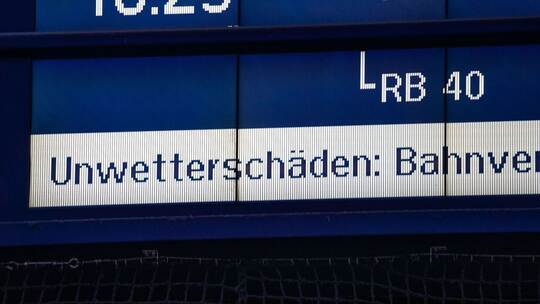 RB 40
Unwetterschäden: Bahnver